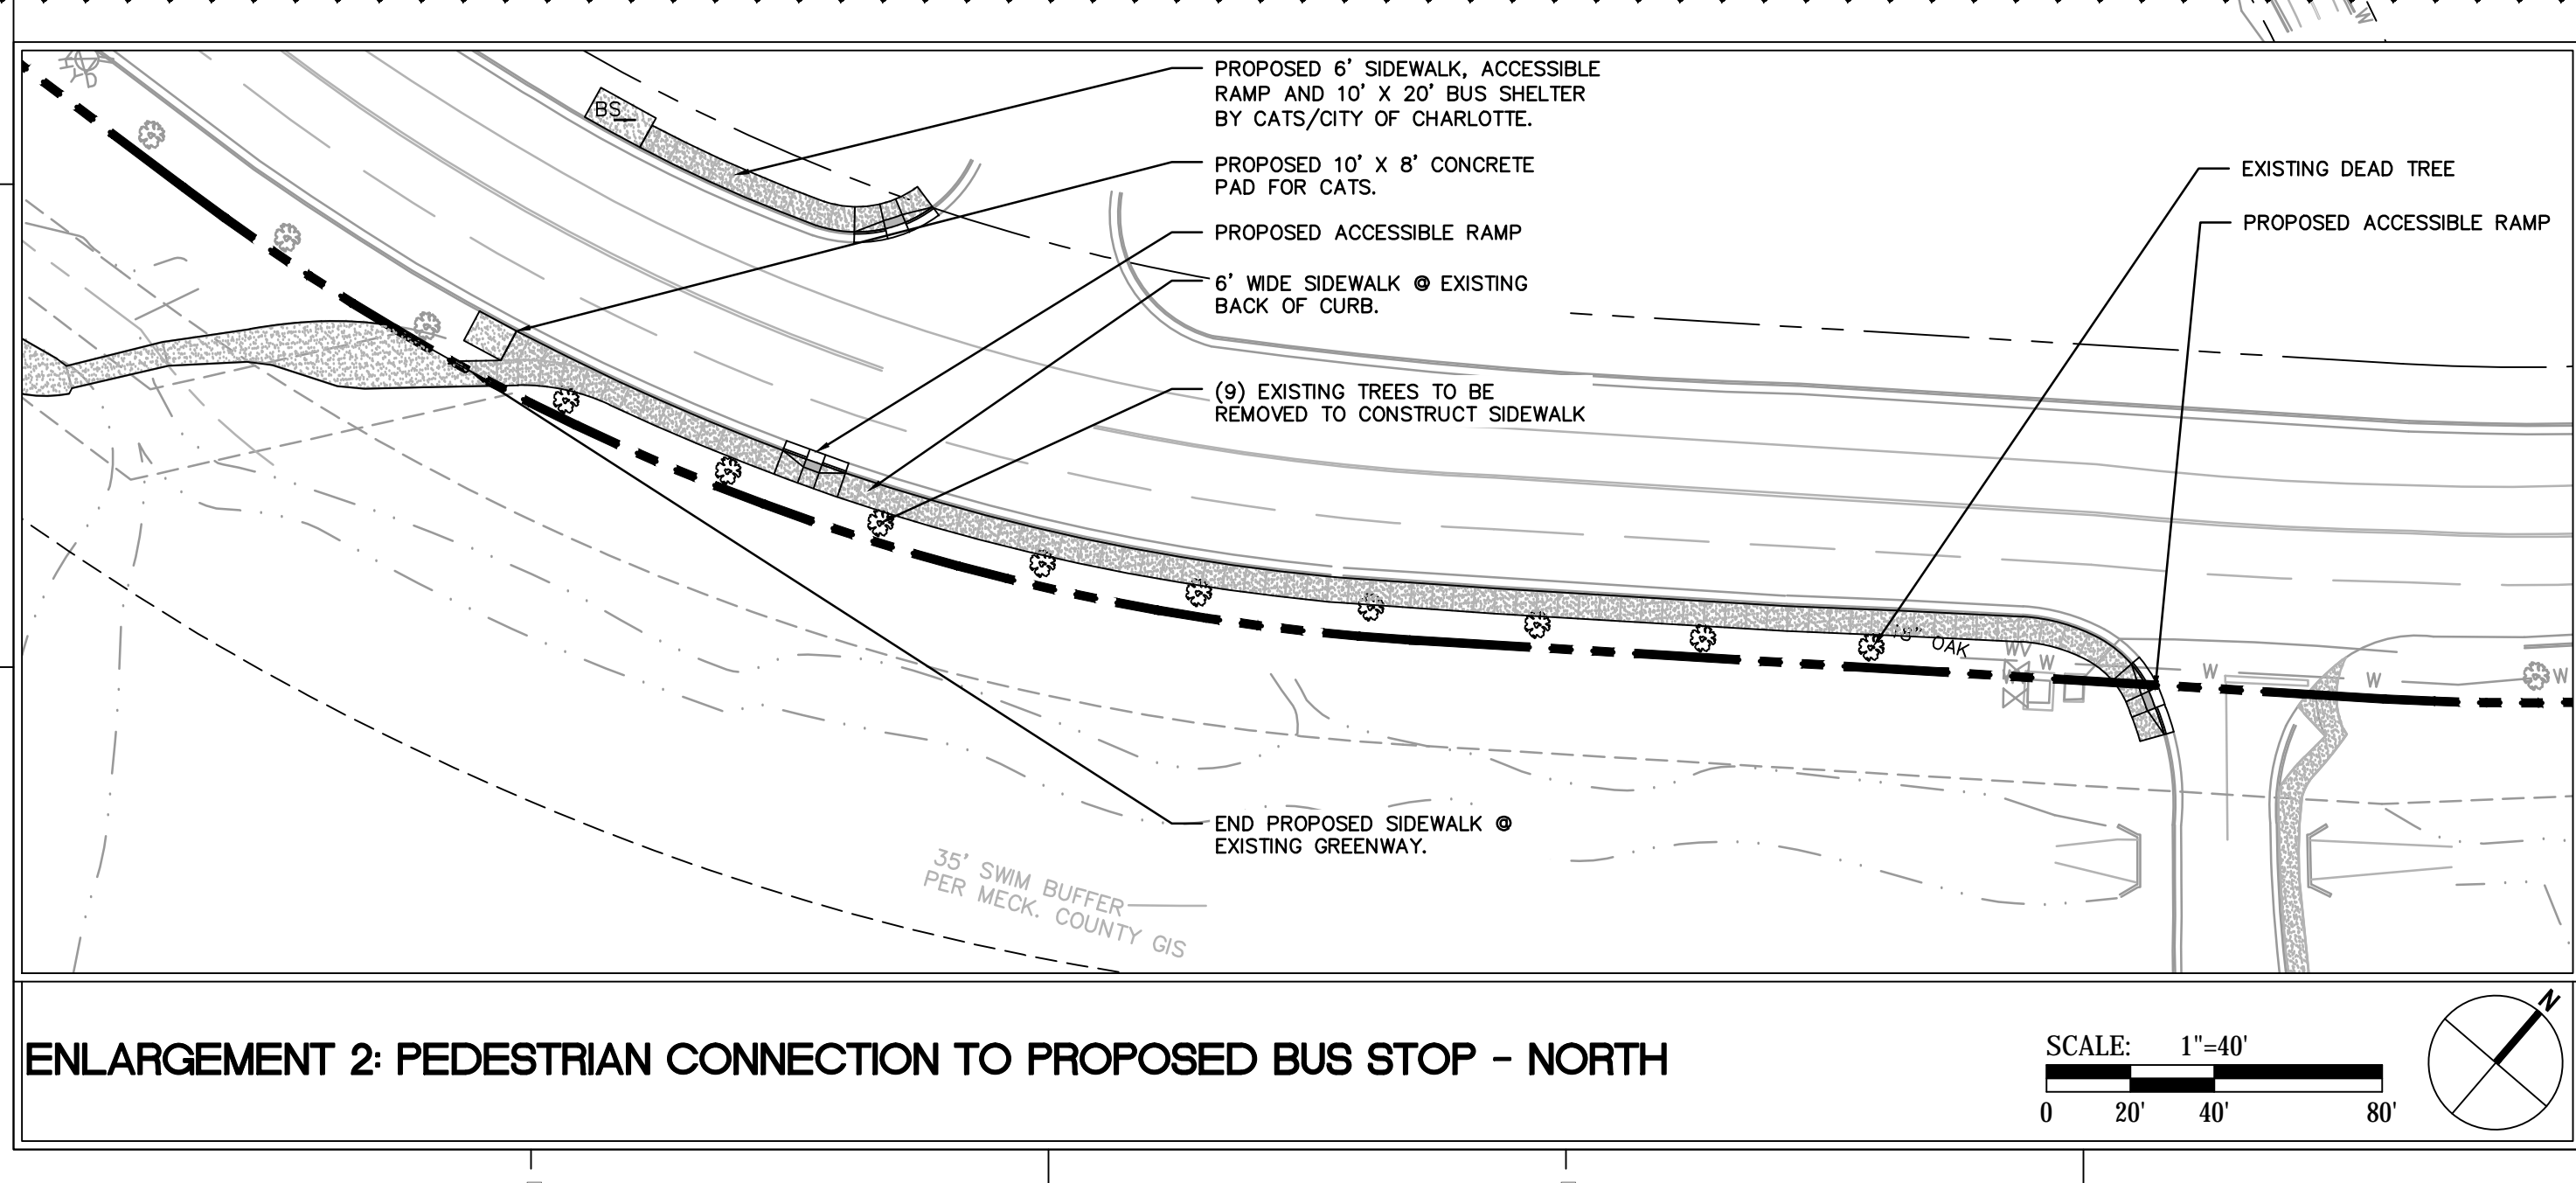 W
HYD
BS
PROPOSED 6' SIDEWALK, ACCESSIBLE
RAMP AND 10' X 20' BUS SHELTER
BY CATS/CITY OF CHARLOTTE.
PROPOSED 10' X 8' CONCRETE
PAD FOR CATS.
PROPOSED ACCESSIBLE RAMP
6' WIDE SIDEWALK @ EXISTING
BACK OF CURB.
(9) EXISTING TREES TO BE
REMOVED TO CONSTRUCT SIDEWALK
EXISTING DEAD TREE
PROPOSED ACCESSIBLE RAMP
OAK
WV
W
W
W
W
END PROPOSED SIDEWALK @
EXISTING GREENWAY.
35' SWIM BUFFER
PER MECK. COUNTY GIS
ENLARGEMENT 2: PEDESTRIAN CONNECTION TO PROPOSED BUS STOP - NORTH
SCALE: 1"=40'
0 20' 40' 80'
N